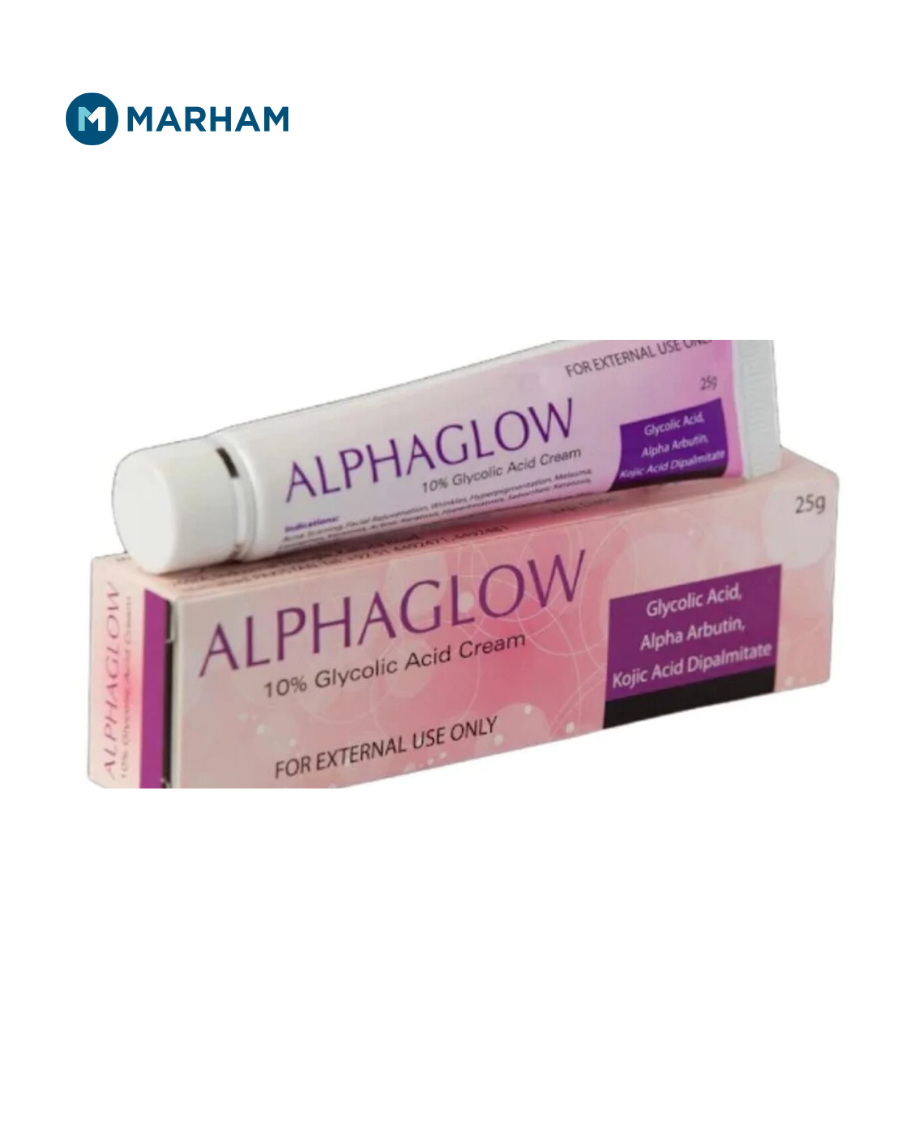 MARHAM
FOR EXTERNAL USE ONLY
25g
ALPHAGLOW
10% Glycolic Acid Cream
Glycolic Acid,
Alpha Arbutin,
Kojic Acid Dipalmitate
Indications:
Acne Scarring, Facial Rejuvenation, Wrinkles, Hyperpigmentation, Melasma,
25g
ALPHAGLOW
10% Glycolic Acid Cream
Glycolic Acid,
Alpha Arbutin,
Kojic Acid Dipalmitate
FOR EXTERNAL USE ONLY
ALPHAGLOW
10% Glycolic Acid Cream